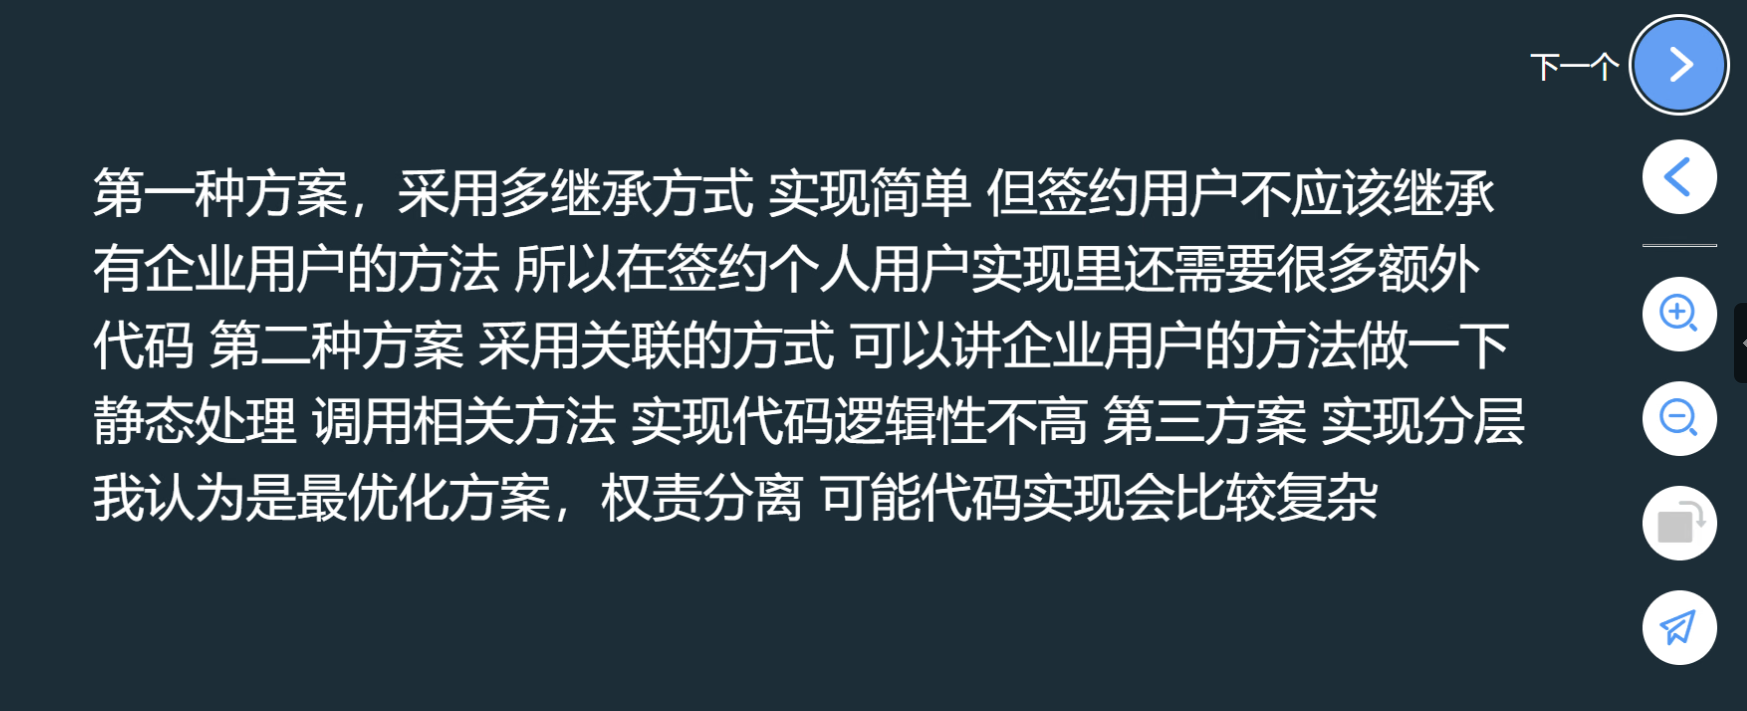 下一个
第一种方案，采用多继承方式 实现简单 但签约用户不应该继承
有企业用户的方法 所以在签约个人用户实现里还需要很多额外
代码 第二种方案 采用关联的方式 可以讲企业用户的方法做一下
静态处理 调用相关方法 实现代码逻辑性不高 第三方案 实现分层
我认为是最优化方案，权责分离 可能代码实现会比较复杂